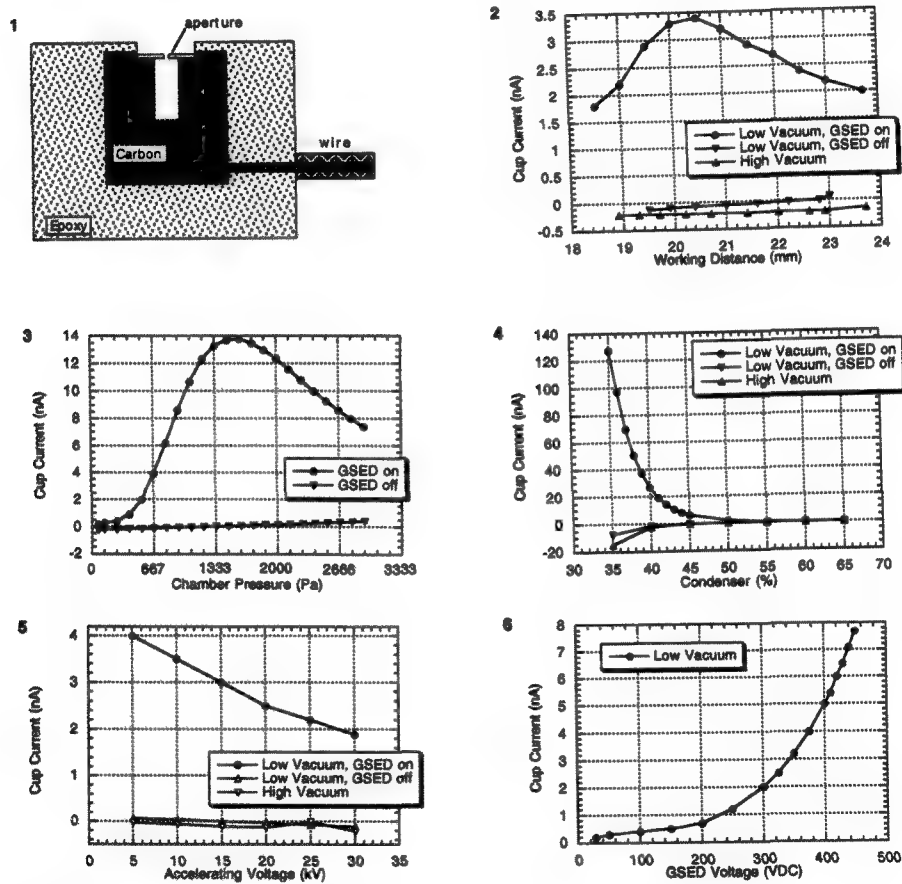 1
aperture
Carbon
wire
Epoxy
2
Cup Current (nA)
3.5
3
2.5
2
1.5
1
0.5
0
-0.5
Low Vacuum, GSED on
Low Vacuum, GSED off
High Vacuum
18 19 20 21 22 23 24
Working Distance (mm)
3
Cup Current (nA)
14
12
10
8
6
4
2
0
-2
GSED on
GSED off
0 667 1333 2000 2666 3333
Chamber Pressure (Pa)
4
Cup Current (nA)
140
120
100
80
60
40
20
0
-20
Low Vacuum, GSED on
Low Vacuum, GSED off
High Vacuum
30 35 40 45 50 55 60 65 70
Condenser (%)
5
Cup Current (nA)
4
3
2
4
0
Low Vacuum, GSED on
Low Vacuum, GSED off
High Vacuum
0 5 10 15 20 25 30 35
Accelerating Voltage (kV)
6
Cup Current (nA)
8
7
6
5
4
3
2
1
0
Low Vacuum
0 100 200 300 400 500
GSED Voltage (VDC)